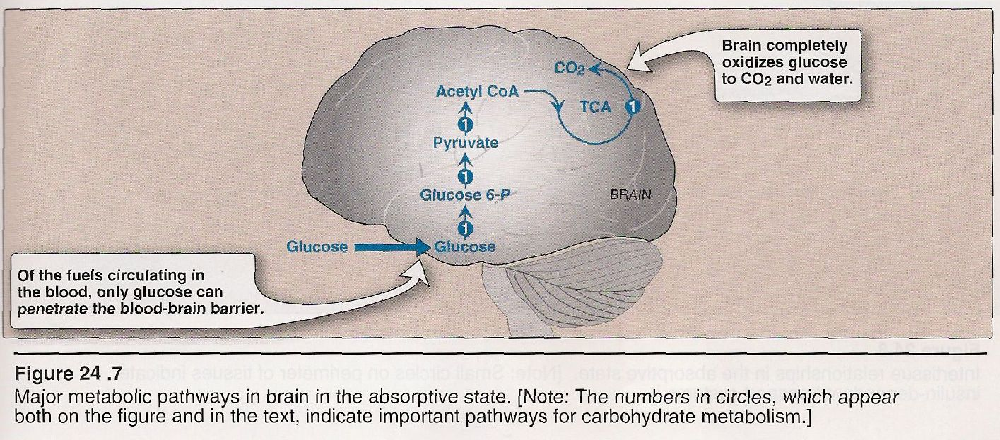 Brain completely
oxidizes glucose
to CO2 and water.
CO2
Acetyl CoA
TCA
1
1
Pyruvate
1
Glucose 6-P
BRAIN
1
Glucose
Glucose
Of the fuels circulating in
the blood, only glucose can
penetrate the blood-brain barrier.
Figure 24 .7
Major metabolic pathways in brain in the absorptive state. [Note: The numbers in circles, which appear
both on the figure and in the text, indicate important pathways for carbohydrate metabolism.]